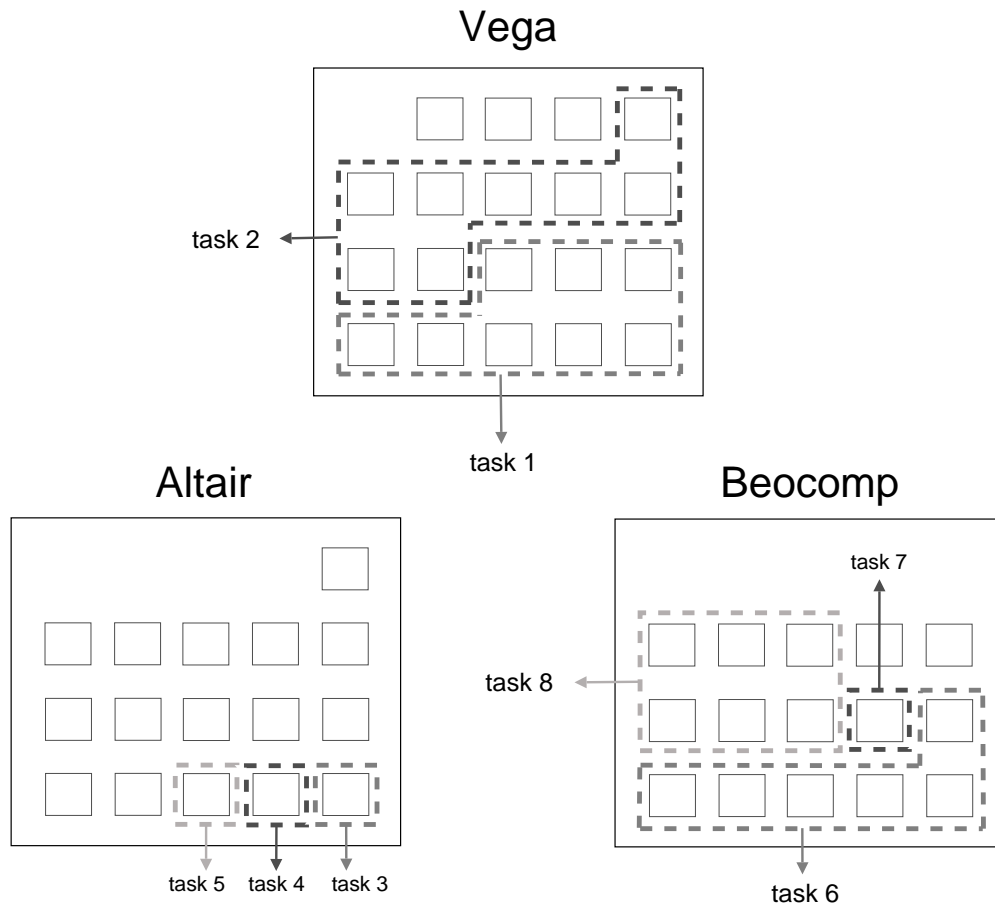 Vega
task 2
task 1
Altair
Beocomp
task 7
task 8
task 5
task 4
task 3
task 6